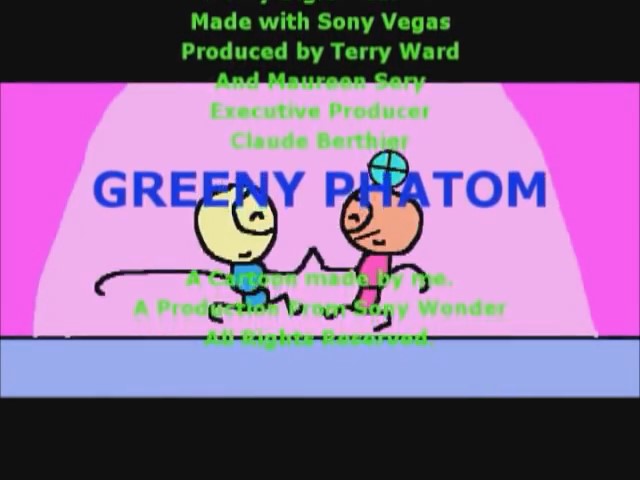 Made with Sony Vegas
Produced by Terry Ward
And Maureen Sery
Executive Producer
Claude Berthier
GREENY PHATOM
A Cartoon made by me.
A Production From Sony Wonder
All Rights Reserved.